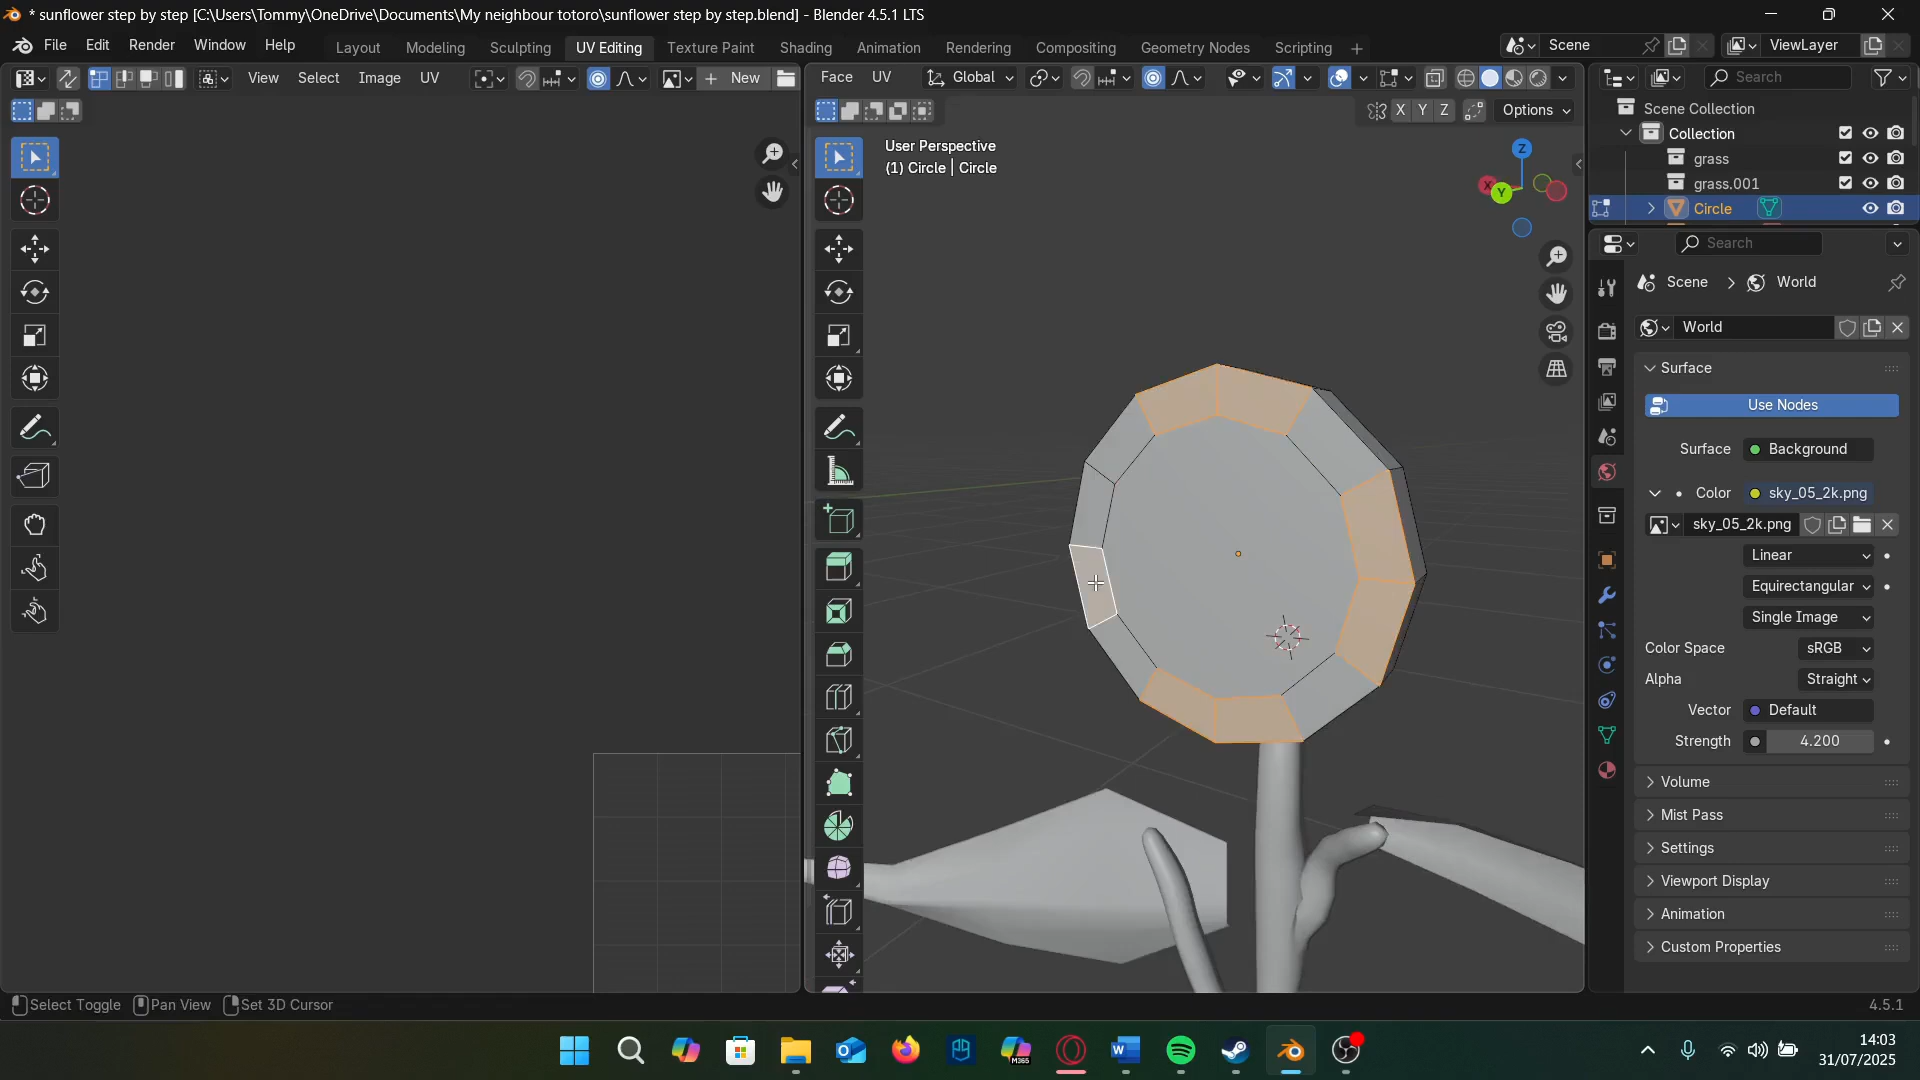 * sunflower step by step [C:\Users\Tommy\OneDrive\Documents\My neighbour totoro\sunflower step by step.blend] - Blender 4.5.1 LTS
File Edit Render Window Help Layout Modeling Sculpting UV Editing Texture Paint Shading Animation Rendering Compositing Geometry Nodes Scripting + Scene ViewLayer
View Select Image UV New Face UV Global Search
X Y Z Options
Scene Collection
Collection
grass
grass.001
Circle
User Perspective
(1) Circle | Circle
Z
X
Y
Search
Scene > World
World
Surface
Use Nodes
Surface Background
Color sky_05_2k.png
sky_05_2k.png
Linear
Equirectangular
Single Image
Color Space sRGB
Alpha Straight
Vector Default
Strength 4.200
Volume
Mist Pass
Settings
Viewport Display
Animation
Custom Properties
Select Toggle Pan View Set 3D Cursor 4.5.1
14:03
31/07/2025